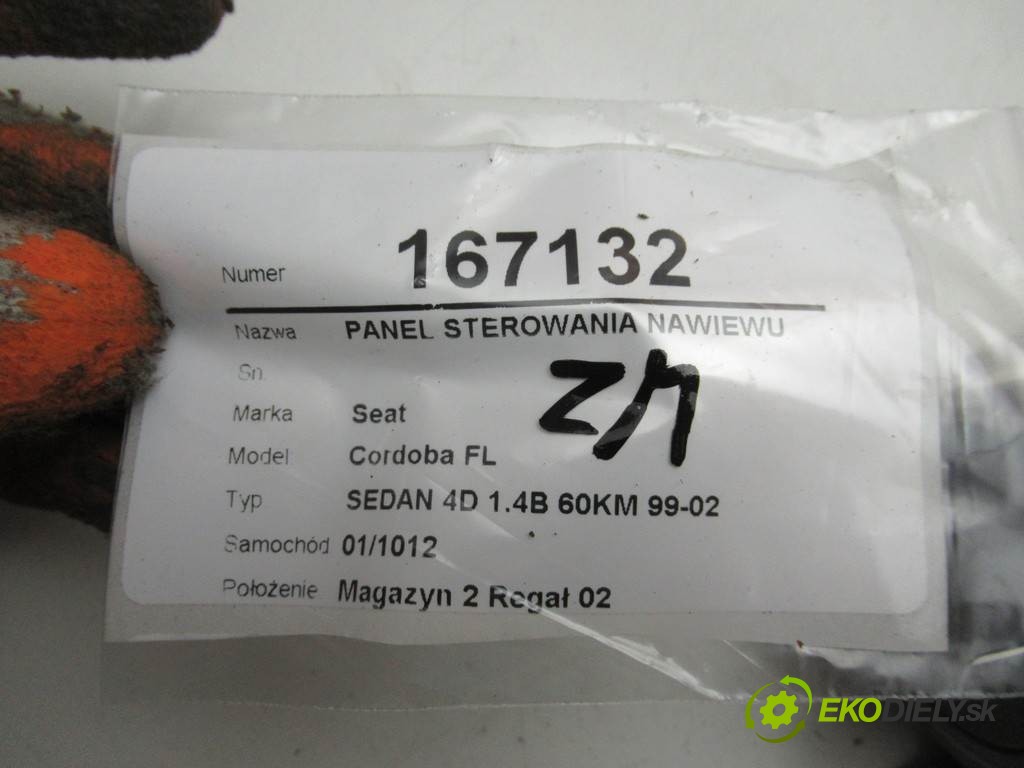 Numer 167132
Nazwa PANEL STEROWANIA NAWIEWU
Sn.
Marka Seat
Model Cordoba FL
Typ SEDAN 4D 1.4B 60KM 99-02
Samochód 01/1012
Położenie Magazyn 2 Regał 02
EKODIELY.sk